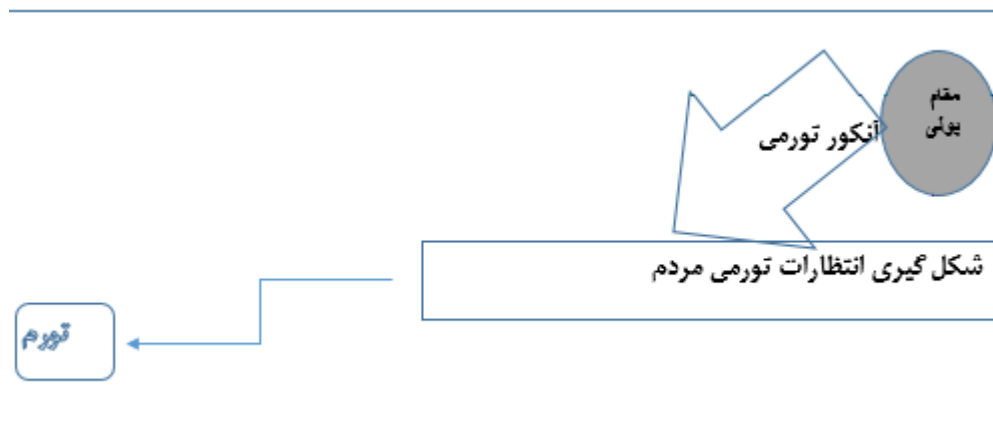 مقام
پولی
آنکور تورمی
شکل گیری انتظارات تورمی مردم
تورم